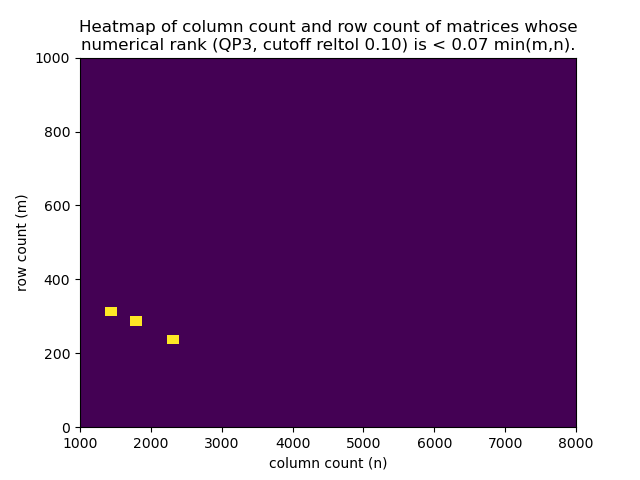 Heatmap of column count and row count of matrices whose
numerical rank (QP3, cutoff reltol 0.10) is < 0.07 min(m,n).
1000
800
600
400
200
0
row count (m)
1000 2000 3000 4000 5000 6000 7000 8000
column count (n)